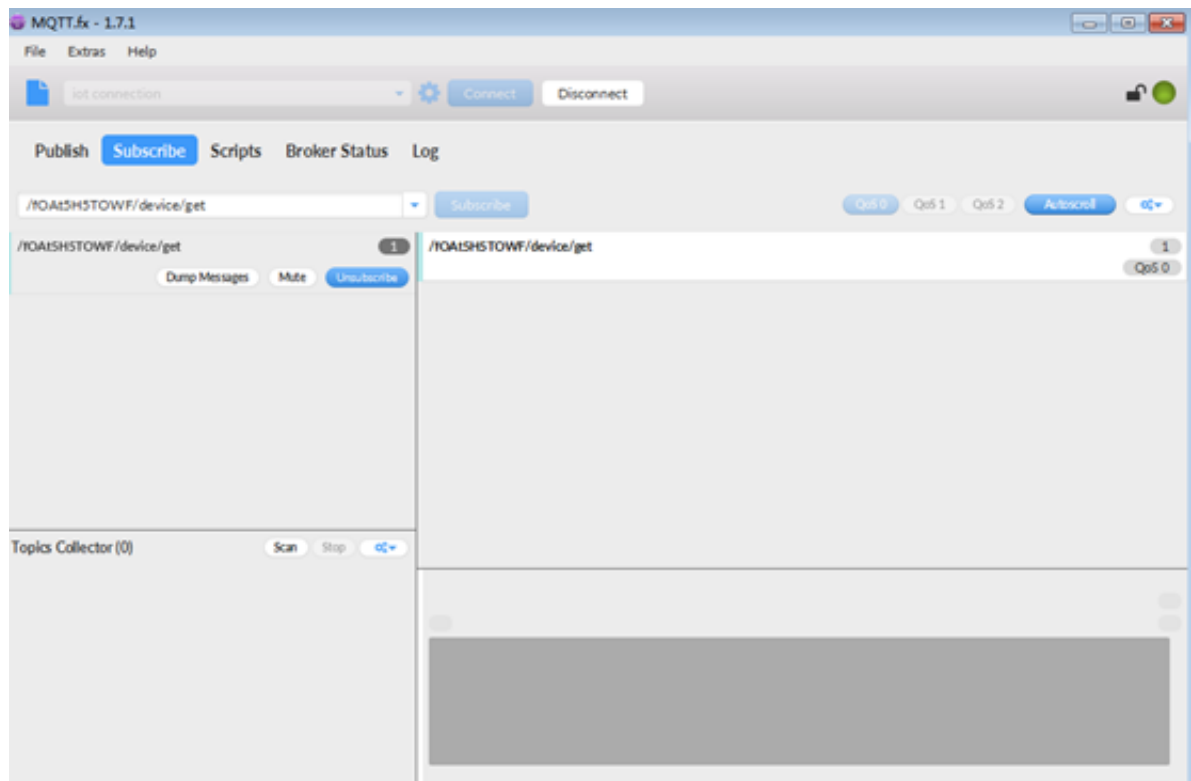 MQTT.fx - 1.7.1
File Extras Help
iot connection Connect Disconnect
Publish Subscribe Scripts Broker Status Log
/fOAt5H5TOWF/device/get Subscribe QoS 0 QoS 1 QoS 2 Autoscroll
/fOAt5H5TOWF/device/get 1
Dump Messages Mute Unsubscribe
/fOAt5H5TOWF/device/get 1
QoS 0
Topics Collector (0) Scan Stop